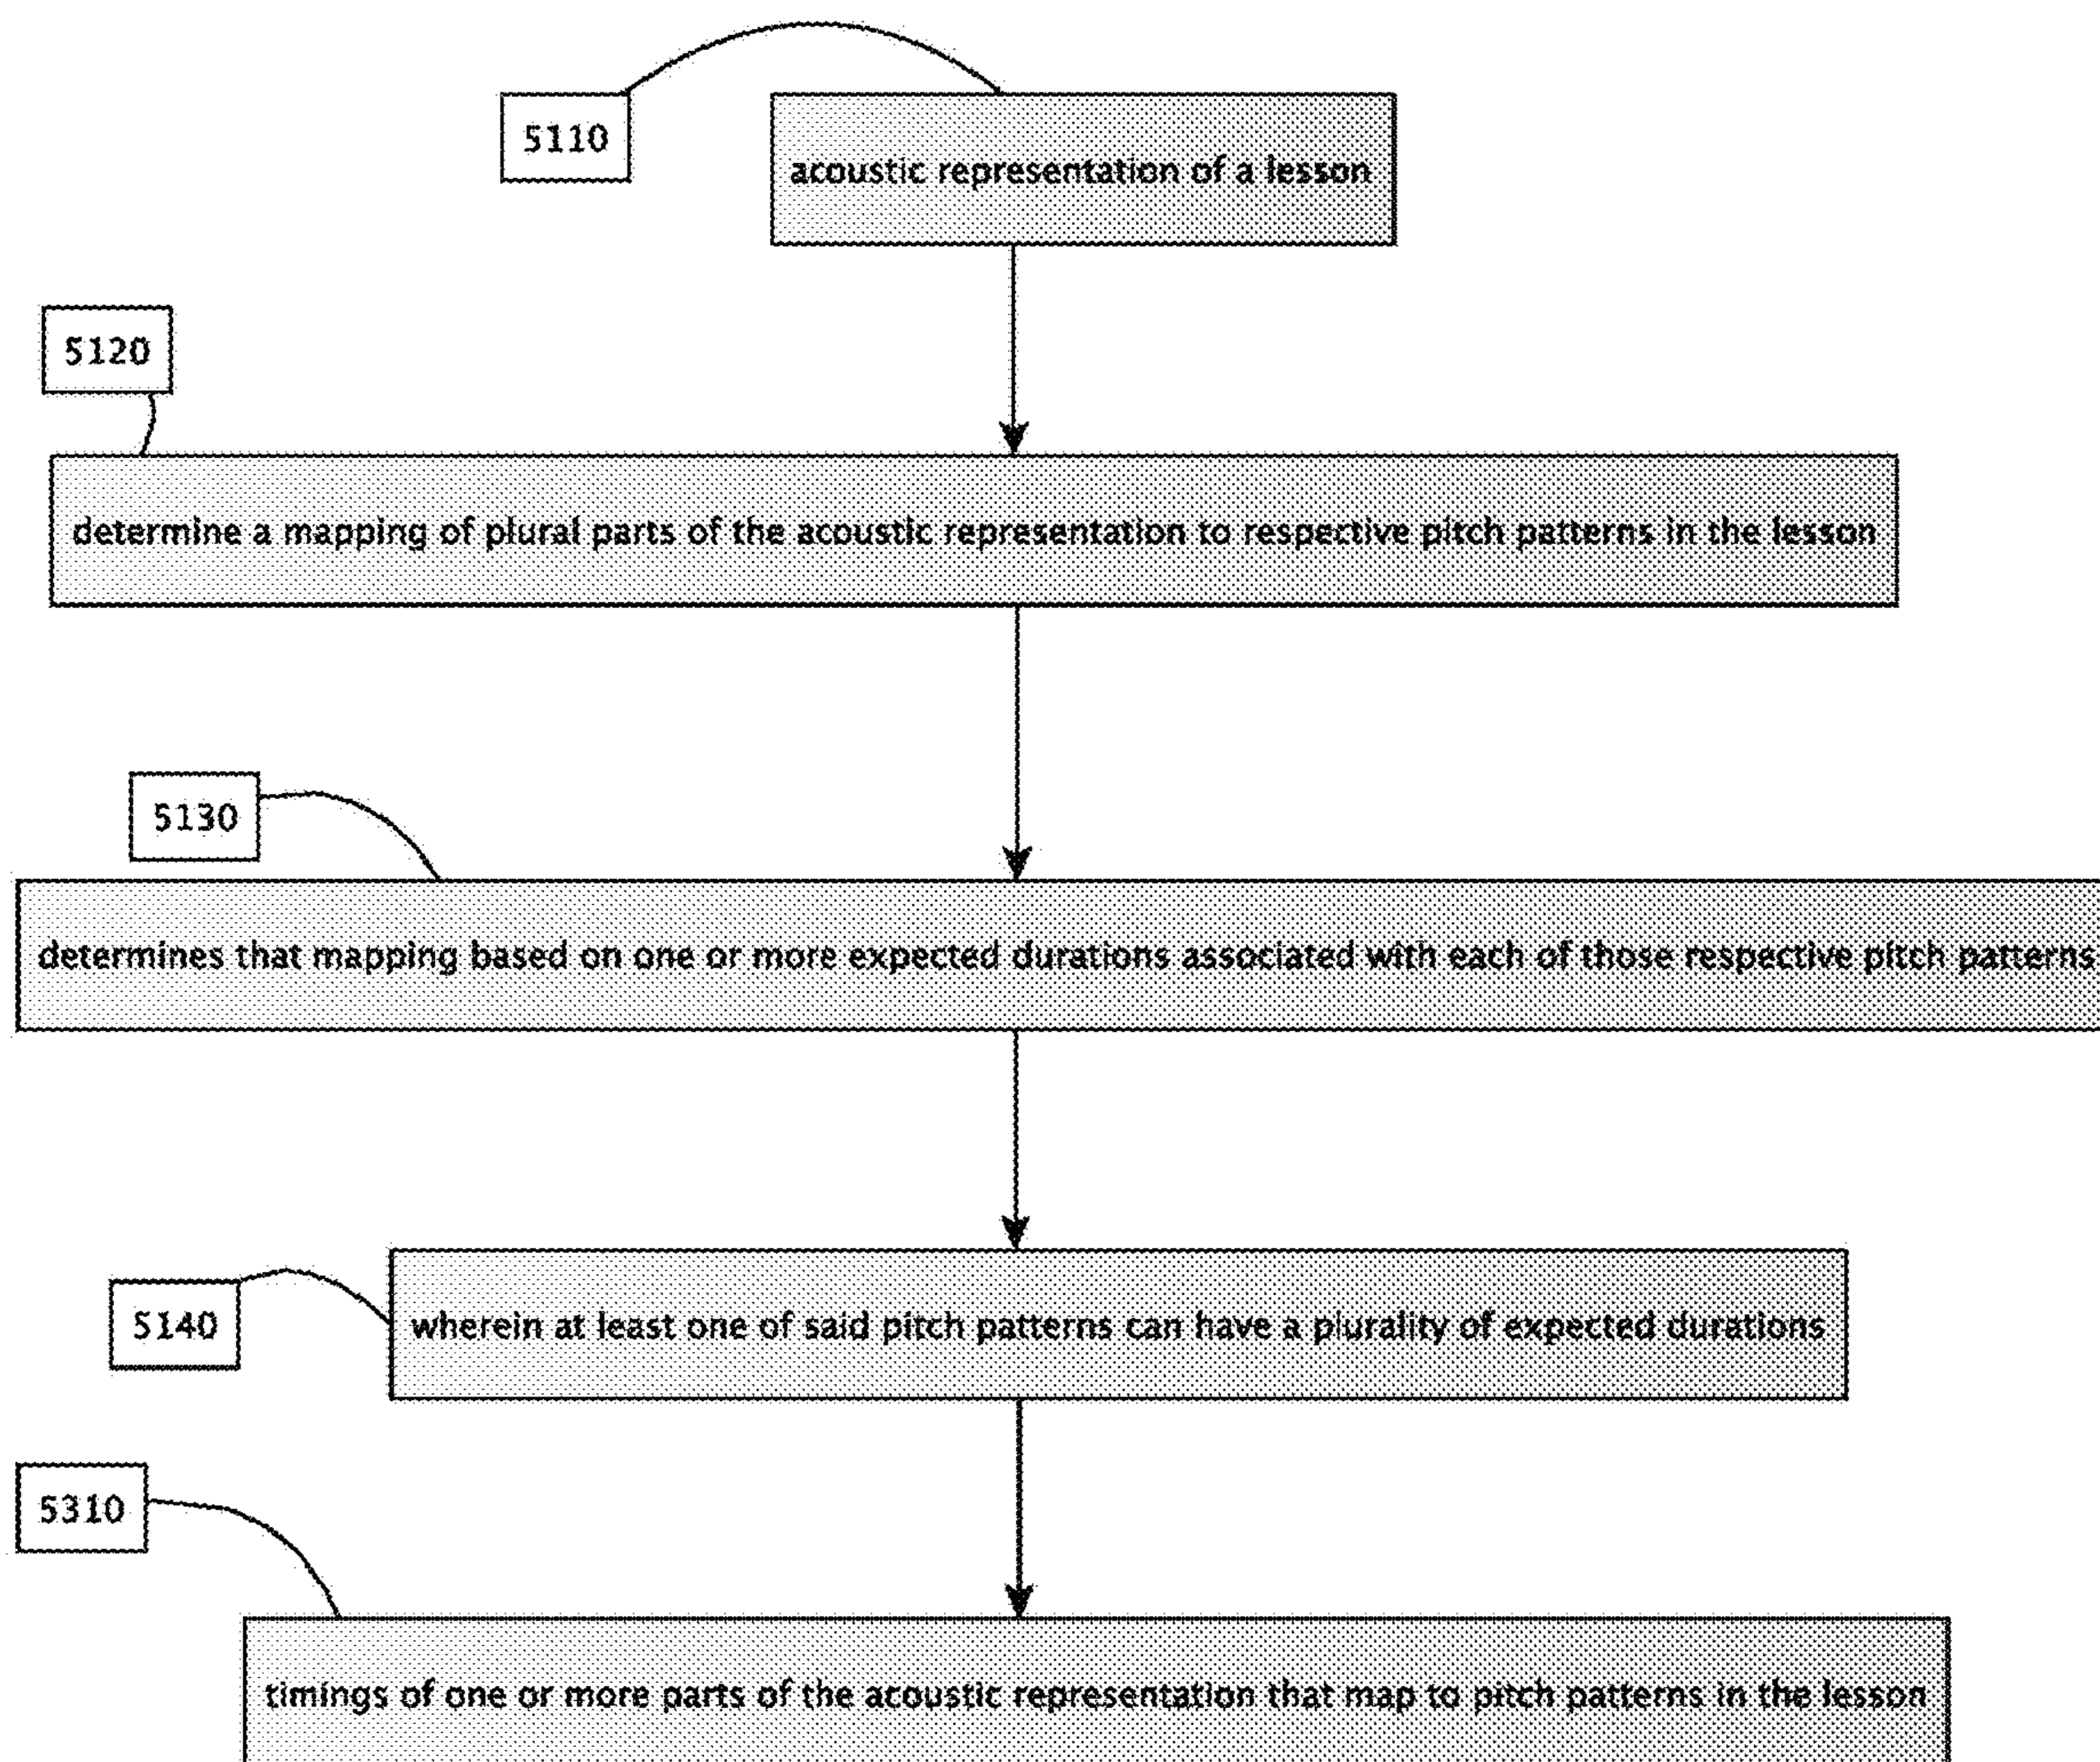 5110
acoustic representation of a lesson
5120
determine a mapping of plural parts of the acoustic representation to respective pitch patterns in the lesson
5130
determines that mapping based on one or more expected durations associated with each of those respective pitch patterns
5140
wherein at least one of said pitch patterns can have a plurality of expected durations
5310
timings of one or more parts of the acoustic representation that map to pitch patterns in the lesson